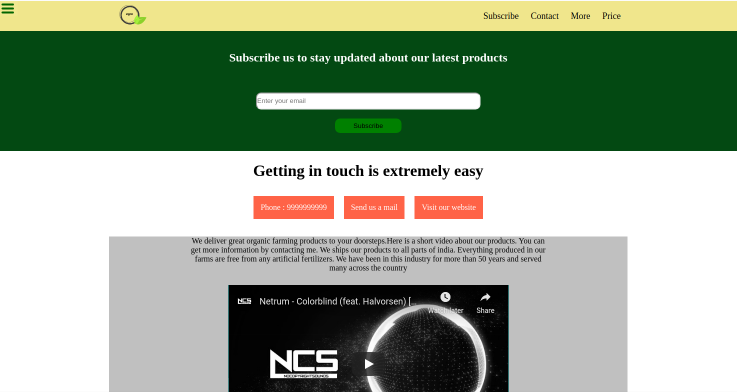 Subscribe Contact More Price
Subscribe us to stay updated about our latest products
Enter your email
Subscribe
Getting in touch is extremely easy
Phone : 9999999999 Send us a mail Visit our website
We deliver great organic farming products to your doorsteps.Here is a short video about our products. You can
get more information by contacting me. We ships our products to all parts of india. Everything produced in our
farms are free from any artificial fertilizers. We have been in this industry for more than 50 years and served
many across the country
NCS Netrum - Colorblind (feat. Halvorsen) [...
Watch later Share
NCS
NOCOPYRIGHTSOUNDS